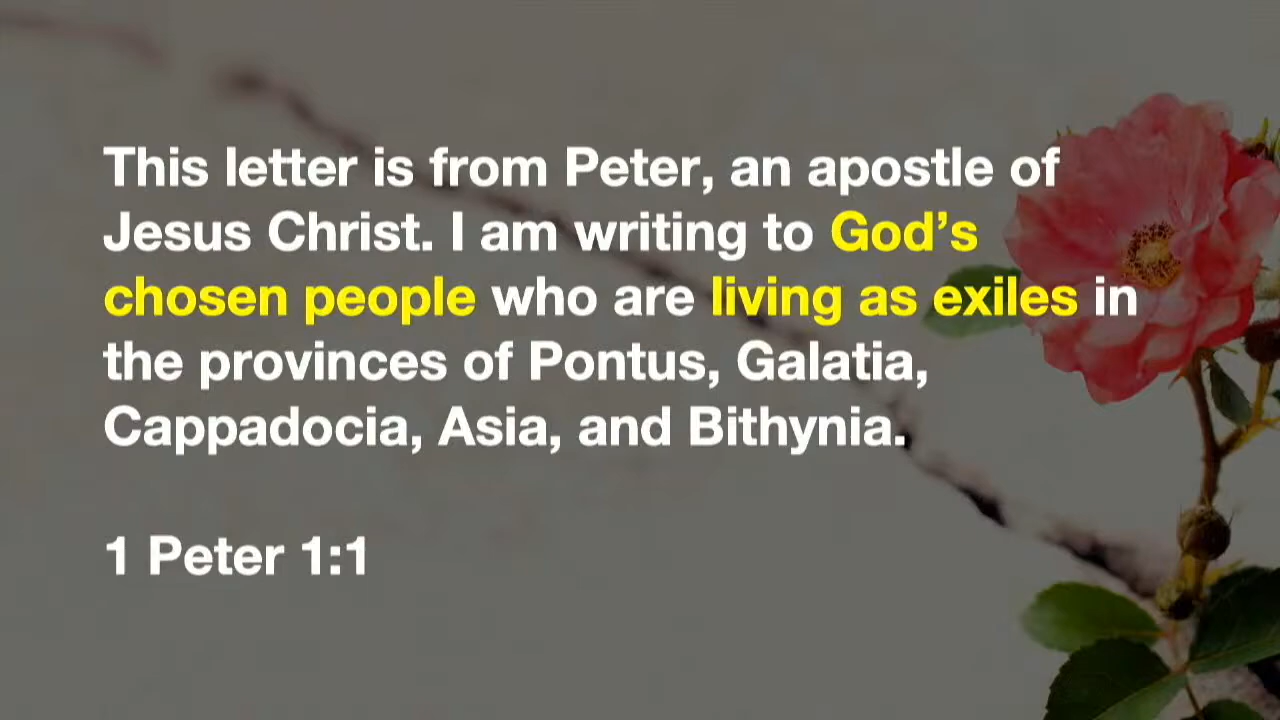 This letter is from Peter, an apostle of
Jesus Christ. I am writing to God’s
chosen people who are living as exiles in
the provinces of Pontus, Galatia,
Cappadocia, Asia, and Bithynia.
1 Peter 1:1